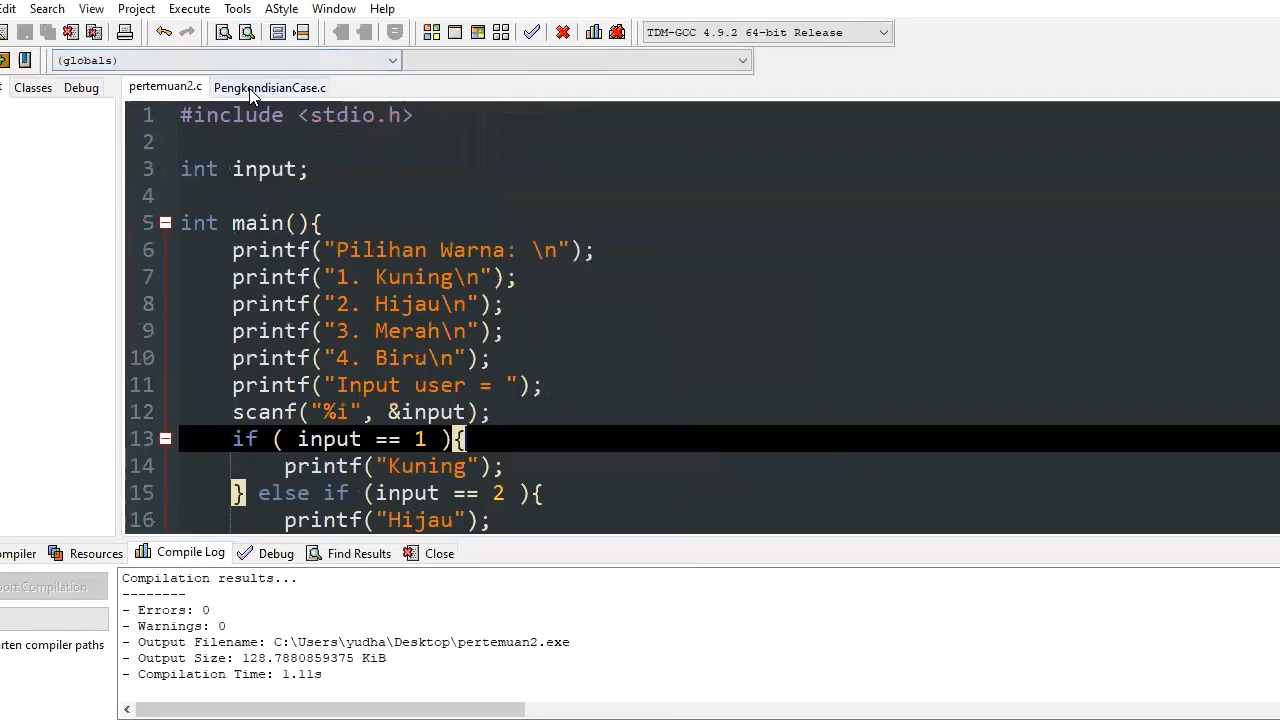 Edit Search View Project Execute Tools AStyle Window Help
TDM-GCC 4.9.2 64-bit Release
(globals)
Classes Debug pertemuan2.c PengkondisianCase.c
1 #include <stdio.h>
2
3 int input;
4
5 int main(){
6 printf("Pilihan Warna: \n");
7 printf("1. Kuning\n");
8 printf("2. Hijau\n");
9 printf("3. Merah\n");
10 printf("4. Biru\n");
11 printf("Input user = ");
12 scanf("%i", &input);
13 if ( input == 1 ){
14 printf("Kuning");
15 } else if (input == 2 ){
16 printf("Hijau");
ompiler Resources Compile Log Debug Find Results Close
ort Compilation
rten compiler paths
Compilation results...
--------
- Errors: 0
- Warnings: 0
- Output Filename: C:\Users\yudha\Desktop\pertemuan2.exe
- Output Size: 128.7880859375 KiB
- Compilation Time: 1.11s